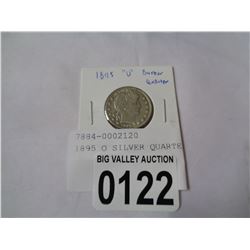 1895 "O" Barber
Quarter
7884-0002120
1895 O SILVER QUARTE
BIG VALLEY AUCTION
0122